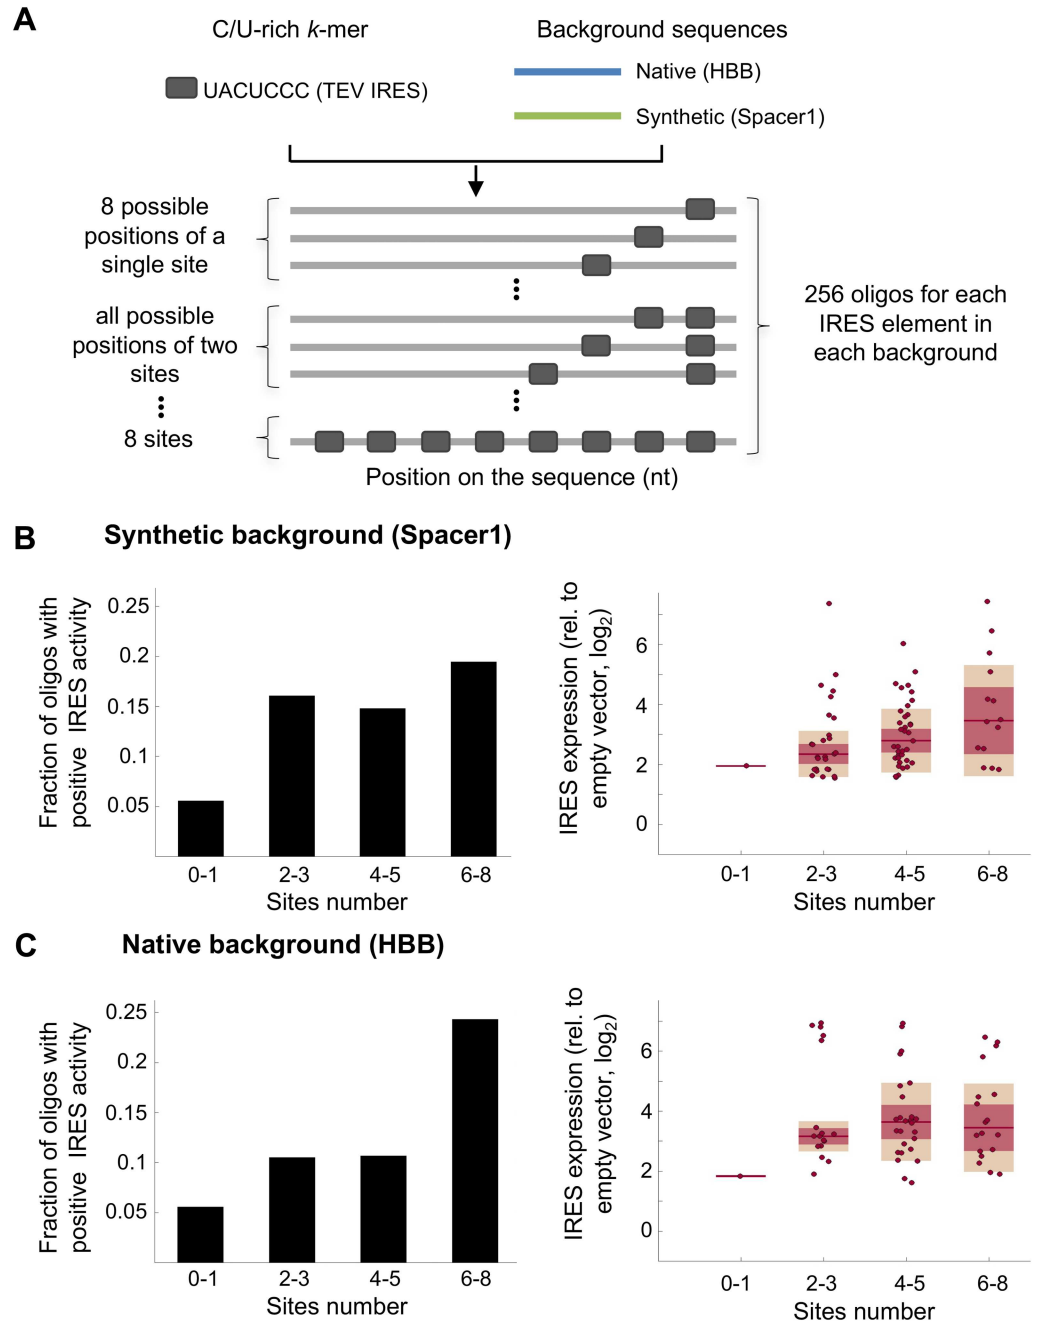 A
C/U-rich k-mer
Background sequences
UACUCCC (TEV IRES)
Native (HBB)
Synthetic (Spacer1)
8 possible
positions of a
single site
all possible
positions of two
sites
8 sites
256 oligos for each
IRES element in
each background
Position on the sequence (nt)
B
Synthetic background (Spacer1)
Fraction of oligos with
positive IRES activity
0.25
0.2
0.15
0.1
0.05
0-1
2-3
4-5
6-8
Sites number
IRES expression (rel. to
empty vector, log2)
6
4
2
0
0-1
2-3
4-5
6-8
Sites number
C
Native background (HBB)
Fraction of oligos with
positive IRES activity
0.25
0.2
0.15
0.1
0.05
0-1
2-3
4-5
6-8
Sites number
IRES expression (rel. to
empty vector, log2)
6
4
2
0
0-1
2-3
4-5
6-8
Sites number